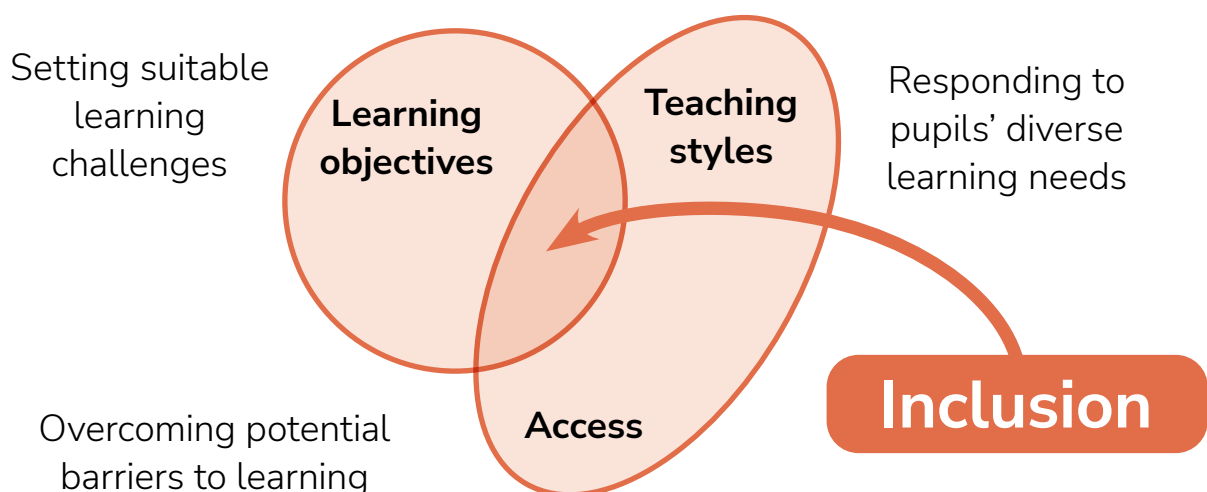 Setting suitable
learning
challenges
Learning
objectives
Teaching
styles
Responding to
pupils’ diverse
learning needs
Access
Inclusion
Overcoming potential
barriers to learning